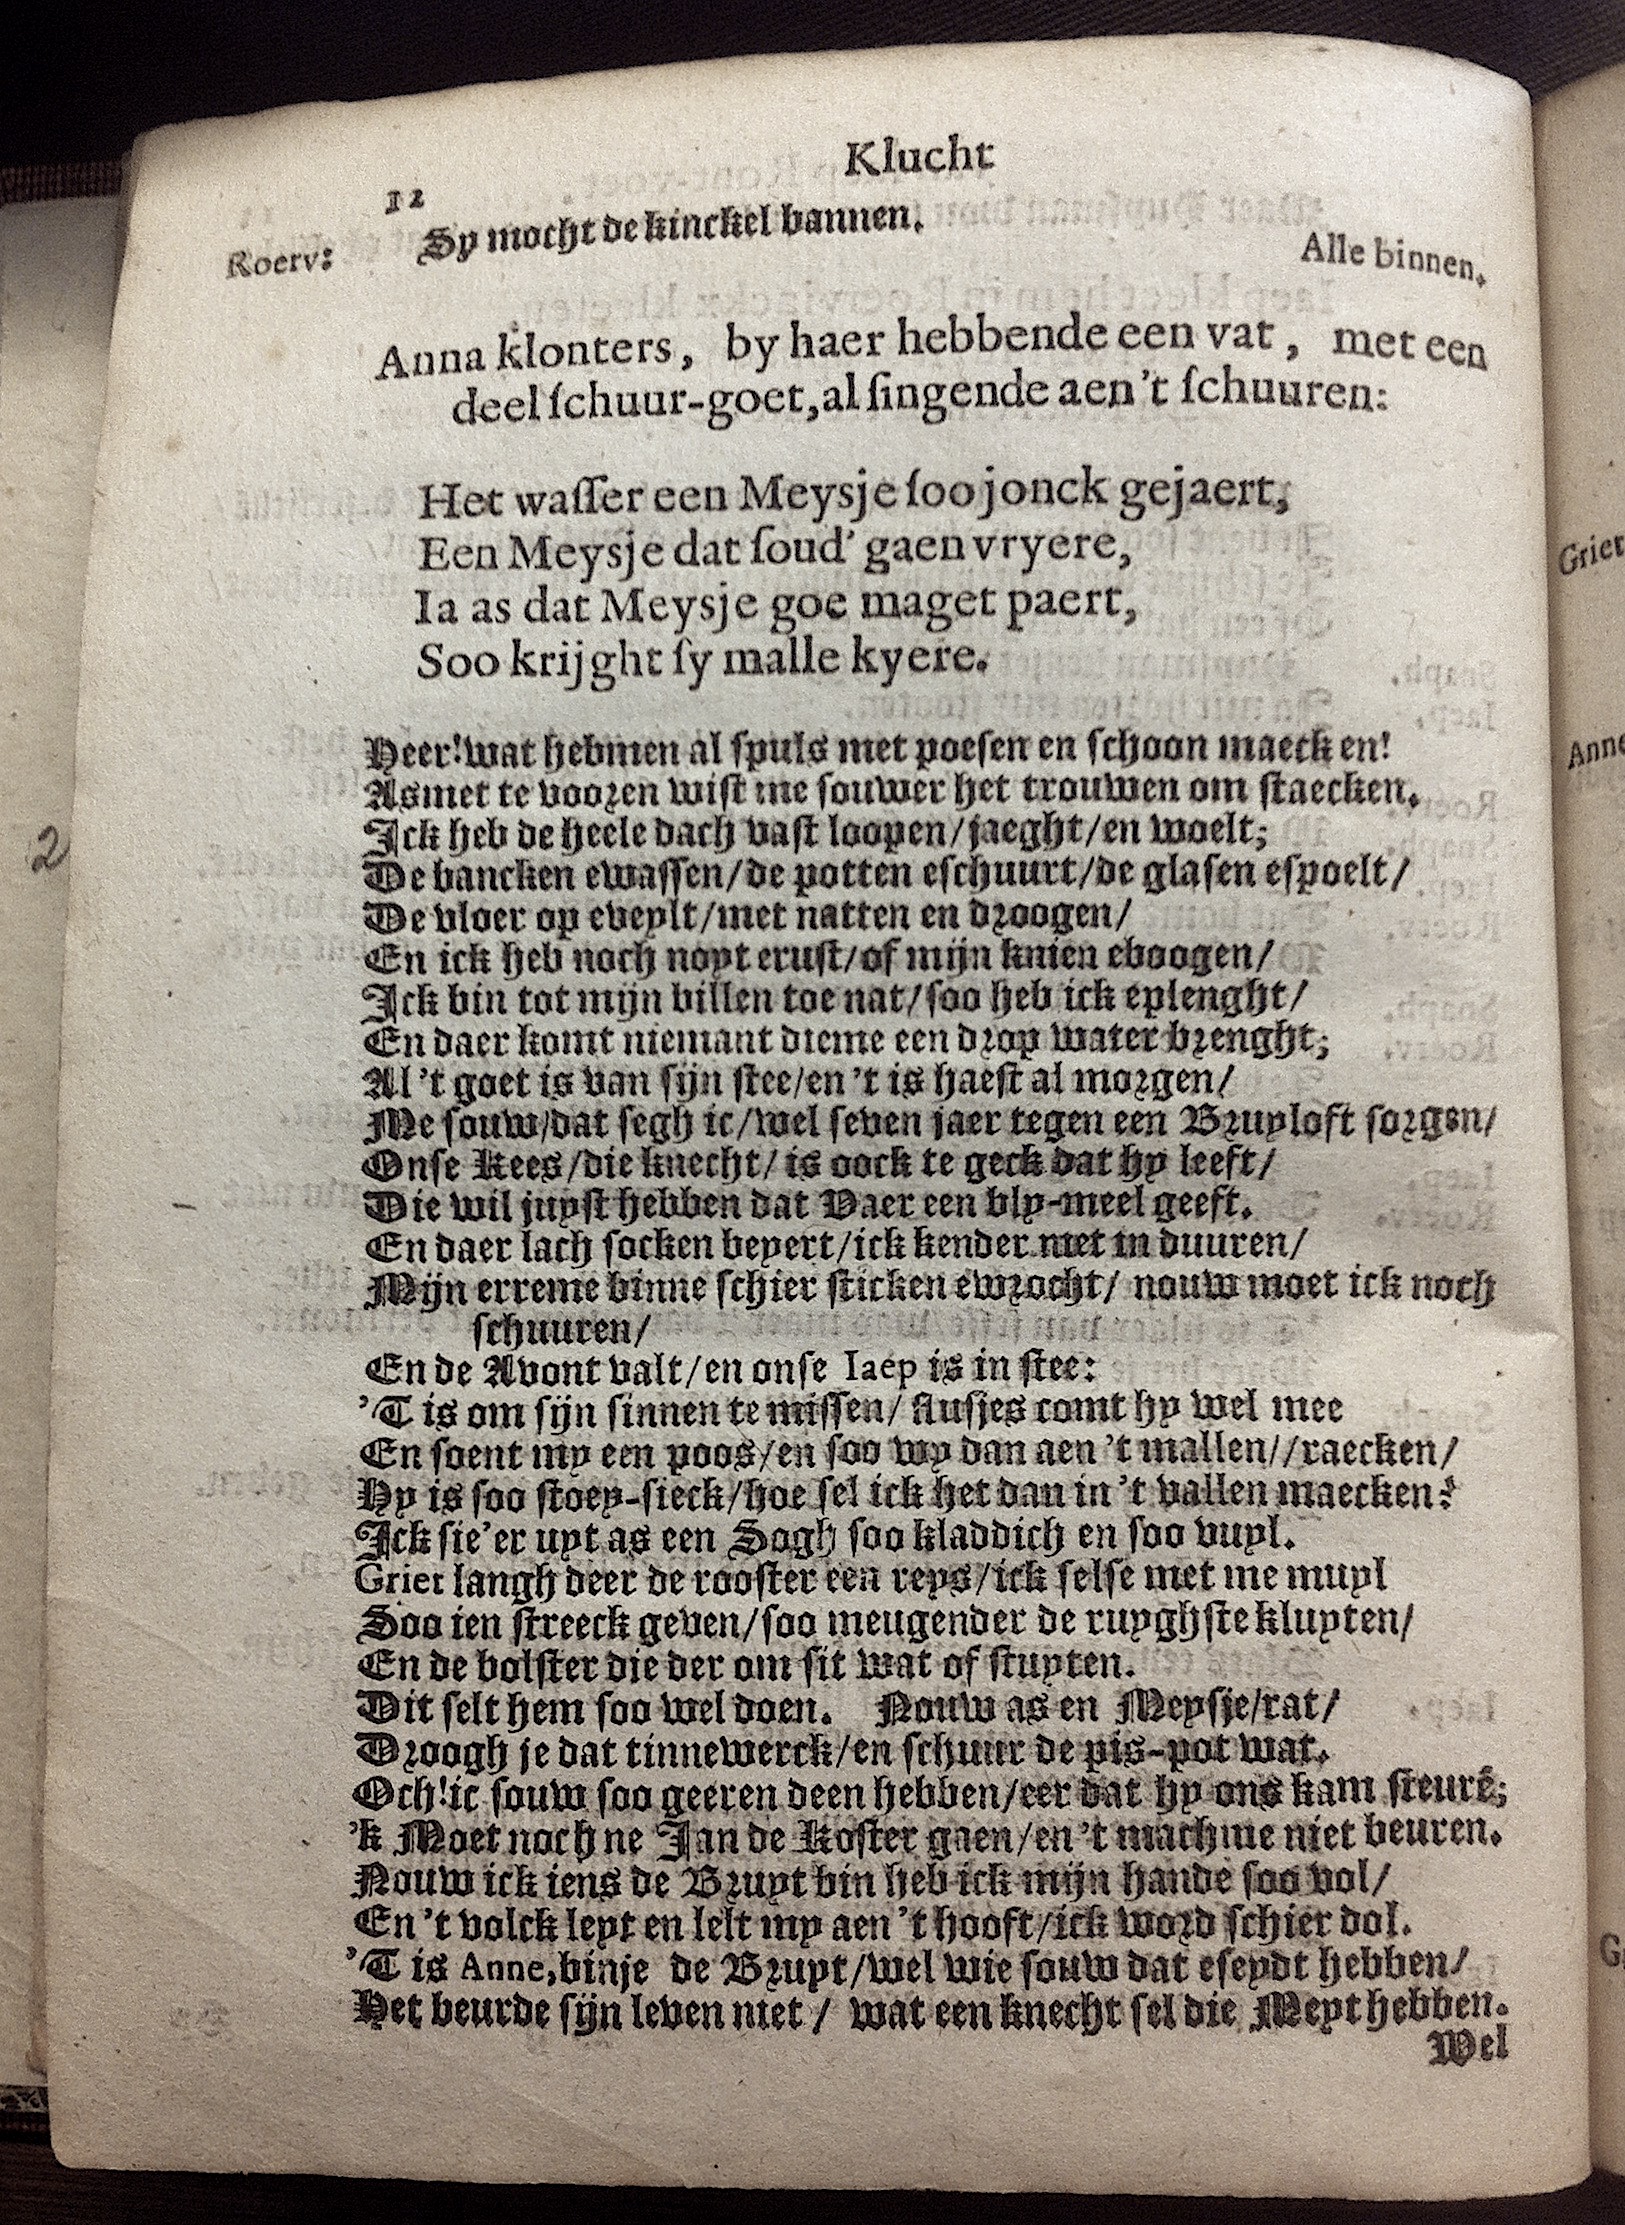 Klucht
12
Roerv: Sy mocht de kinckel bannen.
Alle binnen.
Anna klonters, by haer hebbende een vat, met een
deel ſchuur-goet, al ſingende aen 't ſchuuren:
Het waſſer een Meysje ſoo jonck gejaert,
Een Meysje dat ſoud' gaen vryere,
Ia as dat Meysje goe maget paert,
Soo krijght ſy malle kyere.
Heer! wat hebmen al ſpuls met poeſen en ſchoon maecken!
Asmet te vooren wiſt me ſouwer het trouwen om ſtaecken.
Ick heb de heele dach vaſt loopen/jaeght/en woelt;
De bancken ewaſſen/de potten eſchuurt/de glaſen eſpoelt/
De vloer op eveylt/met natten en droogen/
En ick heb noch noyt eruſt/of mijn knien eboogen/
Ick bin tot mijn billen toe nat/ſoo heb ick eplenght/
En daer komt niemant dieme een drop water brenght;
Al 't goet is van ſijn ſtee/en 't is haeſt al morgen/
Me ſouw/dat ſegh ic/wel ſeven jaer tegen een Bruyloft ſorgen/
Onſe Kees/die knecht/is oock te geck dat hy leeft/
Die wil juyſt hebben dat Vaer een bly-meel geeft.
En daer lach ſocken beyert/ick kender niet in duuren/
Mijn erreme binne ſchier ſticken ewrocht/ nouw moet ick noch
ſchuuren/
En de Avont valt/en onſe Iaep is in ſtee:
'T is om ſijn ſinnen te miſſen/ fluſjes comt hy wel mee
En ſoent my een poos/en ſoo wy dan aen 't mallen//raecken/
Hy is ſoo ſtoey-ſieck/hoe ſel ick het dan in 't vallen maecken?
Ick ſie'er uyt as een Sogh ſoo kladdich en ſoo vuyl.
Griet langh deer de rooſter een reys/ick ſelſe met me muyl
Soo ien ſtreeck geven/ſoo meugender de ruyghſte kluyten/
En de bolſter die der om ſit wat of ſtuyten.
Dit ſelt hem ſoo wel doen. Nouw as en Meysje/rat/
Droogh je dat tinnewerck/en ſchuur de pis-pot wat.
Och! ic ſouw ſoo geeren deen hebben/eer dat hy ons kam ſteurẽ;
'k Moet noch ne Jan de Koſter gaen/en 't mach me niet beuren.
Nouw ick iens de Bruyt bin heb ick mijn hande ſoo vol/
En 't volck leyt en lelt my aen 't hooft/ick word ſchier dol.
'T is Anne, binje de Bruyt/wel wie ſouw dat eſeydt hebben/
Het beurde ſijn leven niet/ wat een knecht ſel die Meyt hebben.
Wel
2
Griet
Anne